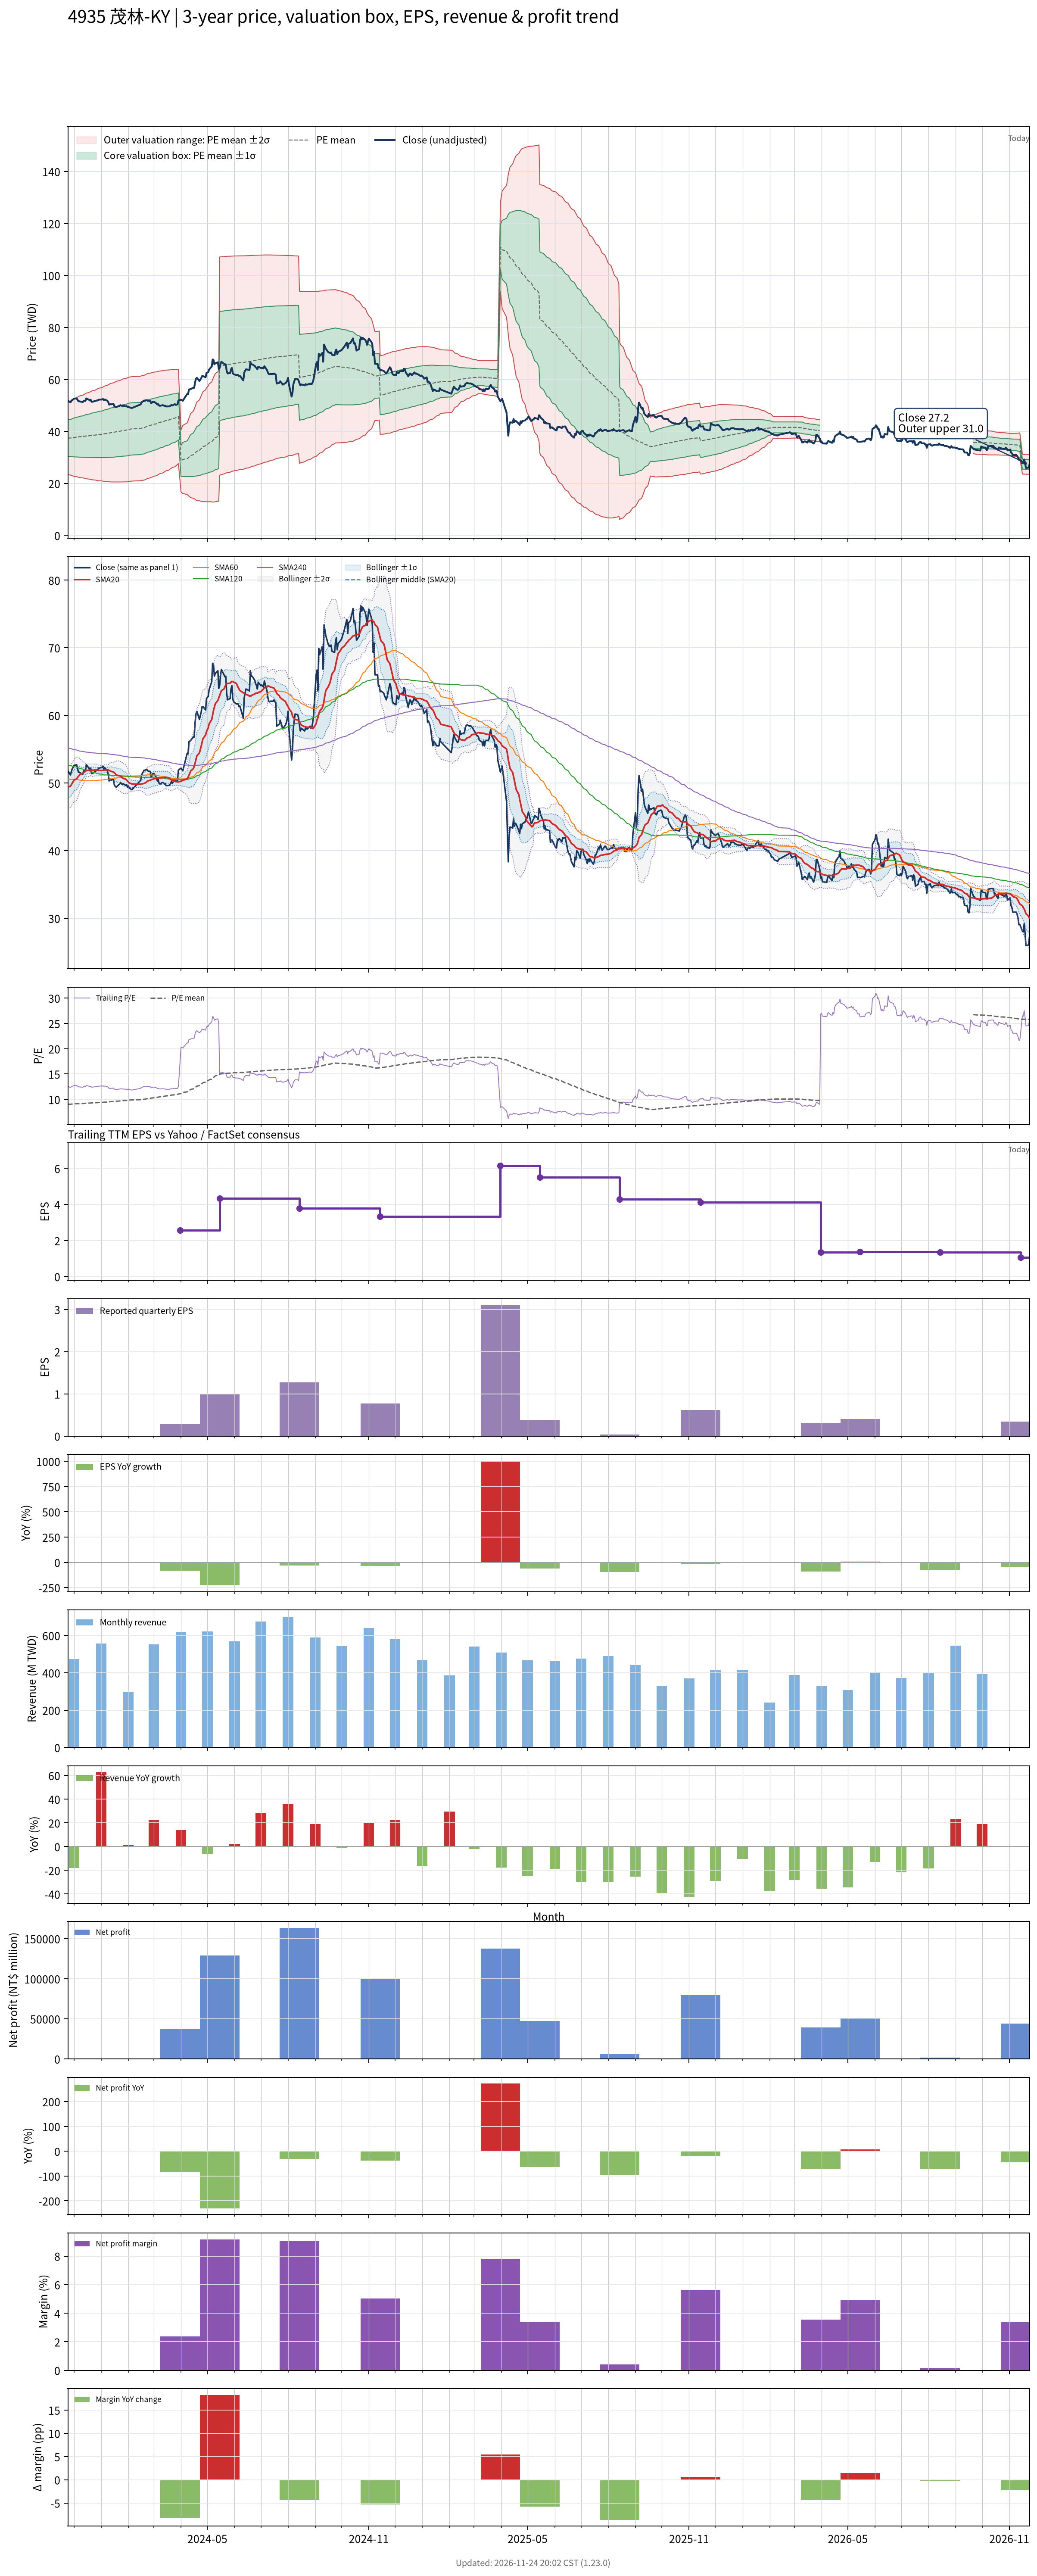 4935 茂林-KY | 3-year price, valuation box, EPS, revenue & profit trend
Outer valuation range: PE mean ±2σ
Core valuation box: PE mean ±1σ
PE mean
Close (unadjusted)
Today
Price (TWD)
140
120
100
80
60
40
20
0
Close 27.2
Outer upper 31.0
Close (same as panel 1)
SMA20
SMA60
SMA120
SMA240
Bollinger ±2σ
Bollinger ±1σ
Bollinger middle (SMA20)
Price
80
70
60
50
40
30
Trailing P/E
P/E mean
P/E
30
25
20
15
10
Trailing TTM EPS vs Yahoo / FactSet consensus
Today
EPS
6
4
2
0
Reported quarterly EPS
EPS
3
2
1
0
EPS YoY growth
YoY (%)
1000
750
500
250
0
-250
Monthly revenue
Revenue (M TWD)
600
400
200
0
Revenue YoY growth
YoY (%)
60
40
20
0
-20
-40
Month
Net profit
Net profit (NT$ million)
150000
100000
50000
0
Net profit YoY
YoY (%)
200
100
0
-100
-200
Net profit margin
Margin (%)
8
6
4
2
0
Margin YoY change
Δ margin (pp)
15
10
5
0
-5
2024-05
2024-11
2025-05
2025-11
2026-05
2026-11
Updated: 2026-11-24 20:02 CST (1.23.0)